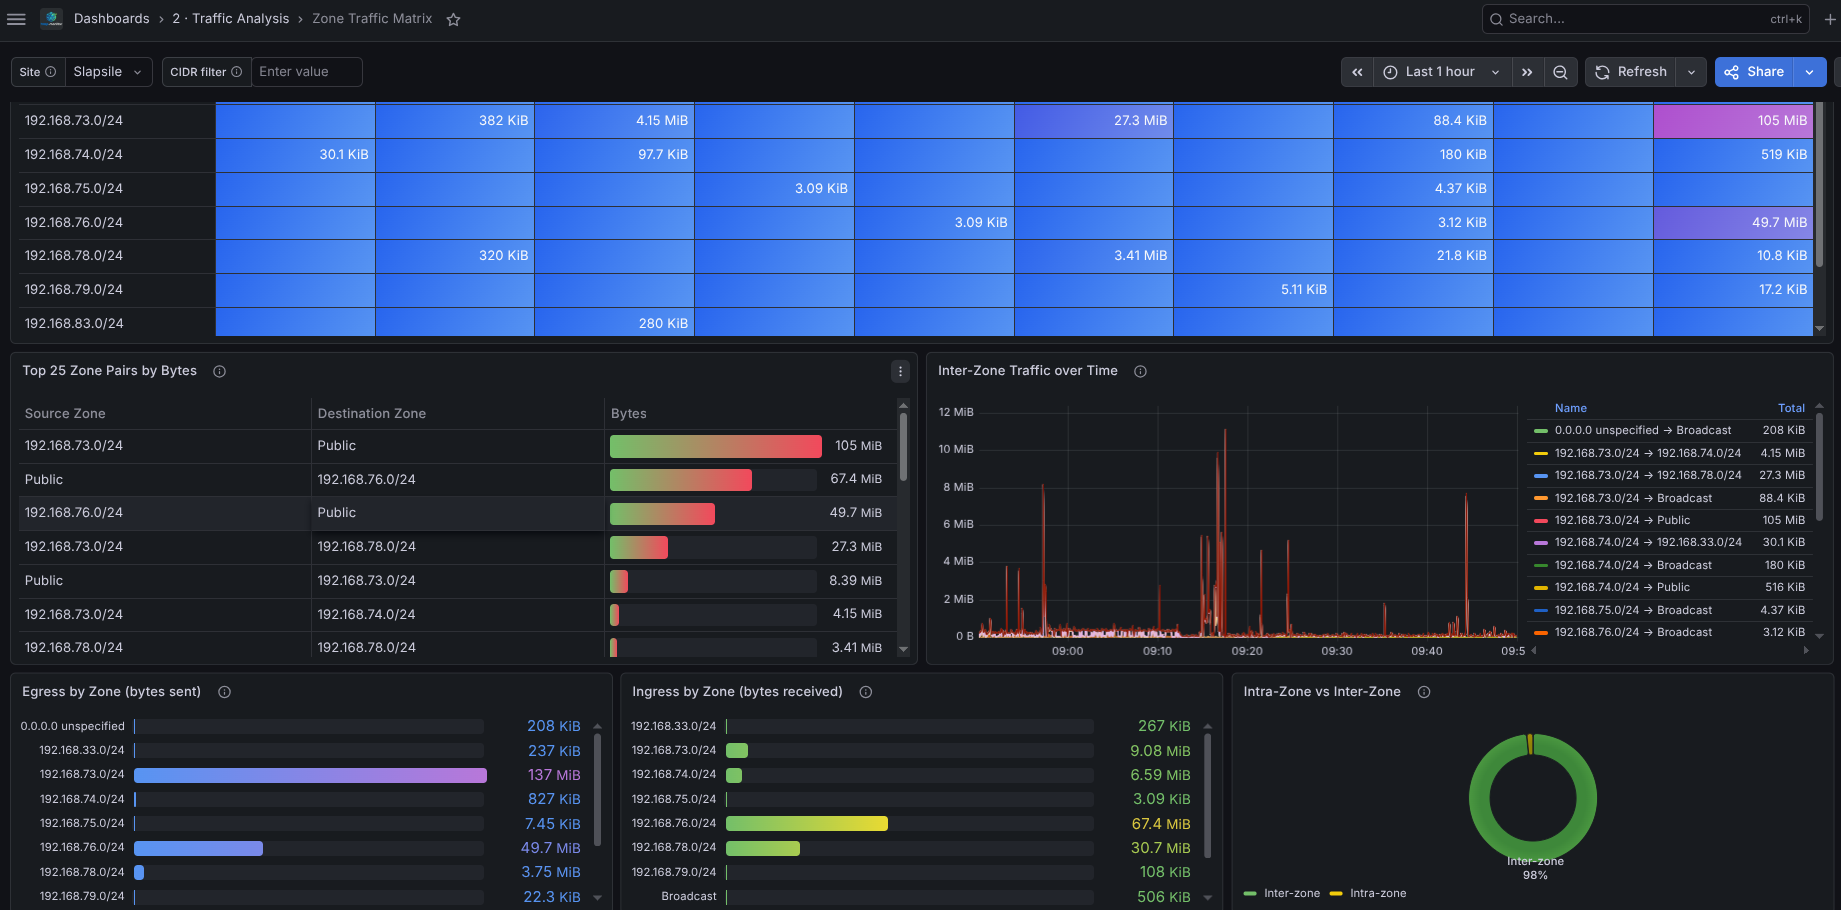 Dashboards › 2 · Traffic Analysis › Zone Traffic Matrix
Search... ctrl+k
Site Slapsile CIDR filter Enter value Last 1 hour Refresh Share
192.168.73.0/24 382 KiB 4.15 MiB 27.3 MiB 88.4 KiB 105 MiB
192.168.74.0/24 30.1 KiB 97.7 KiB 180 KiB 519 KiB
192.168.75.0/24 3.09 KiB 4.37 KiB
192.168.76.0/24 3.09 KiB 3.12 KiB 49.7 MiB
192.168.78.0/24 320 KiB 3.41 MiB 21.8 KiB 10.8 KiB
192.168.79.0/24 5.11 KiB 17.2 KiB
192.168.83.0/24 280 KiB
Top 25 Zone Pairs by Bytes
Source Zone Destination Zone Bytes
192.168.73.0/24 Public 105 MiB
Public 192.168.76.0/24 67.4 MiB
192.168.76.0/24 Public 49.7 MiB
192.168.73.0/24 192.168.78.0/24 27.3 MiB
Public 192.168.73.0/24 8.39 MiB
192.168.73.0/24 192.168.74.0/24 4.15 MiB
192.168.78.0/24 192.168.78.0/24 3.41 MiB
Inter-Zone Traffic over Time
12 MiB
10 MiB
8 MiB
6 MiB
4 MiB
2 MiB
0 B
09:00 09:10 09:20 09:30 09:40 09:5
Name Total
0.0.0.0 unspecified → Broadcast 208 KiB
192.168.73.0/24 → 192.168.74.0/24 4.15 MiB
192.168.73.0/24 → 192.168.78.0/24 27.3 MiB
192.168.73.0/24 → Broadcast 88.4 KiB
192.168.73.0/24 → Public 105 MiB
192.168.74.0/24 → 192.168.33.0/24 30.1 KiB
192.168.74.0/24 → Broadcast 180 KiB
192.168.74.0/24 → Public 516 KiB
192.168.75.0/24 → Broadcast 4.37 KiB
192.168.76.0/24 → Broadcast 3.12 KiB
Egress by Zone (bytes sent)
0.0.0.0 unspecified 208 KiB
192.168.33.0/24 237 KiB
192.168.73.0/24 137 MiB
192.168.74.0/24 827 KiB
192.168.75.0/24 7.45 KiB
192.168.76.0/24 49.7 MiB
192.168.78.0/24 3.75 MiB
192.168.79.0/24 22.3 KiB
Ingress by Zone (bytes received)
192.168.33.0/24 267 KiB
192.168.73.0/24 9.08 MiB
192.168.74.0/24 6.59 MiB
192.168.75.0/24 3.09 KiB
192.168.76.0/24 67.4 MiB
192.168.78.0/24 30.7 MiB
192.168.79.0/24 108 KiB
Broadcast 506 KiB
Intra-Zone vs Inter-Zone
Inter-zone
98%
Inter-zone Intra-zone